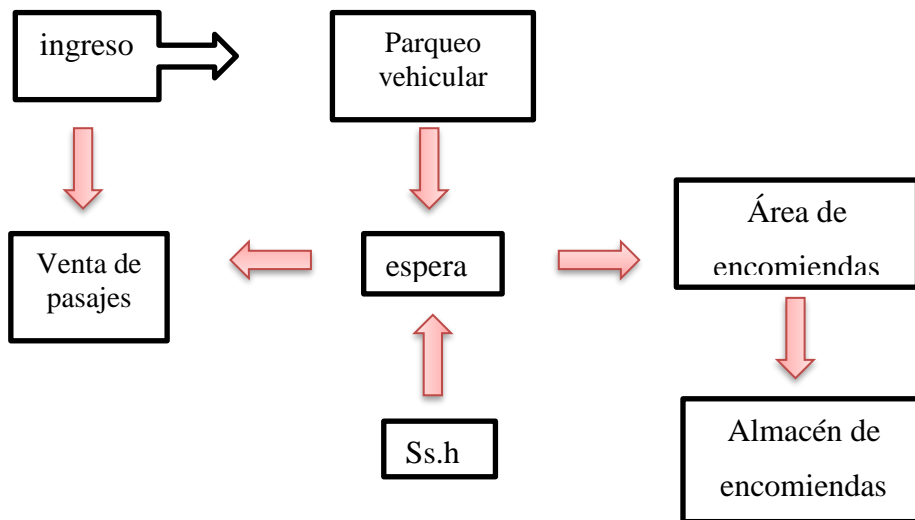 ingreso
Parqueo
vehicular
Venta de
pasajes
espera
Área de
encomiendas
Ss.h
Almacén de
encomiendas